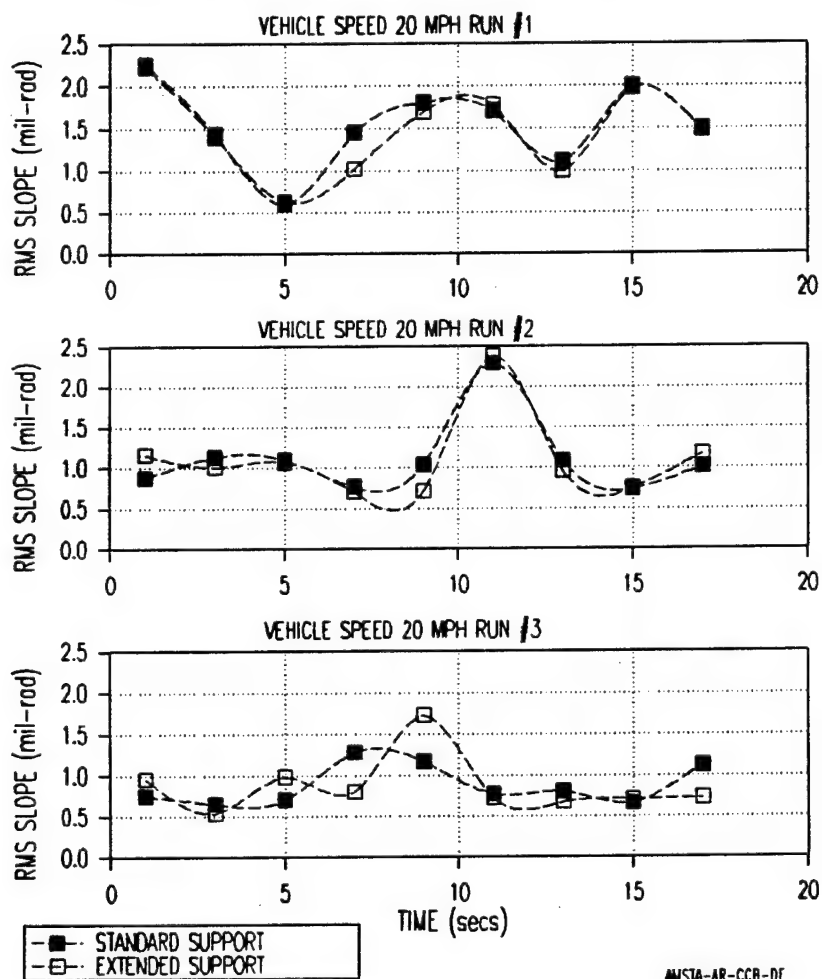 VEHICLE SPEED 20 MPH RUN #1
2.5
2.0
1.5
1.0
0.5
0.0
RMS SLOPE (mil-rad)
0 5 10 15 20
VEHICLE SPEED 20 MPH RUN #2
2.5
2.0
1.5
1.0
0.5
0.0
RMS SLOPE (mil-rad)
0 5 10 15 20
VEHICLE SPEED 20 MPH RUN #3
2.5
2.0
1.5
1.0
0.5
0.0
RMS SLOPE (mil-rad)
0 5 10 15 20
TIME (secs)
STANDARD SUPPORT
EXTENDED SUPPORT
AMSTA-AR-CCB-DE